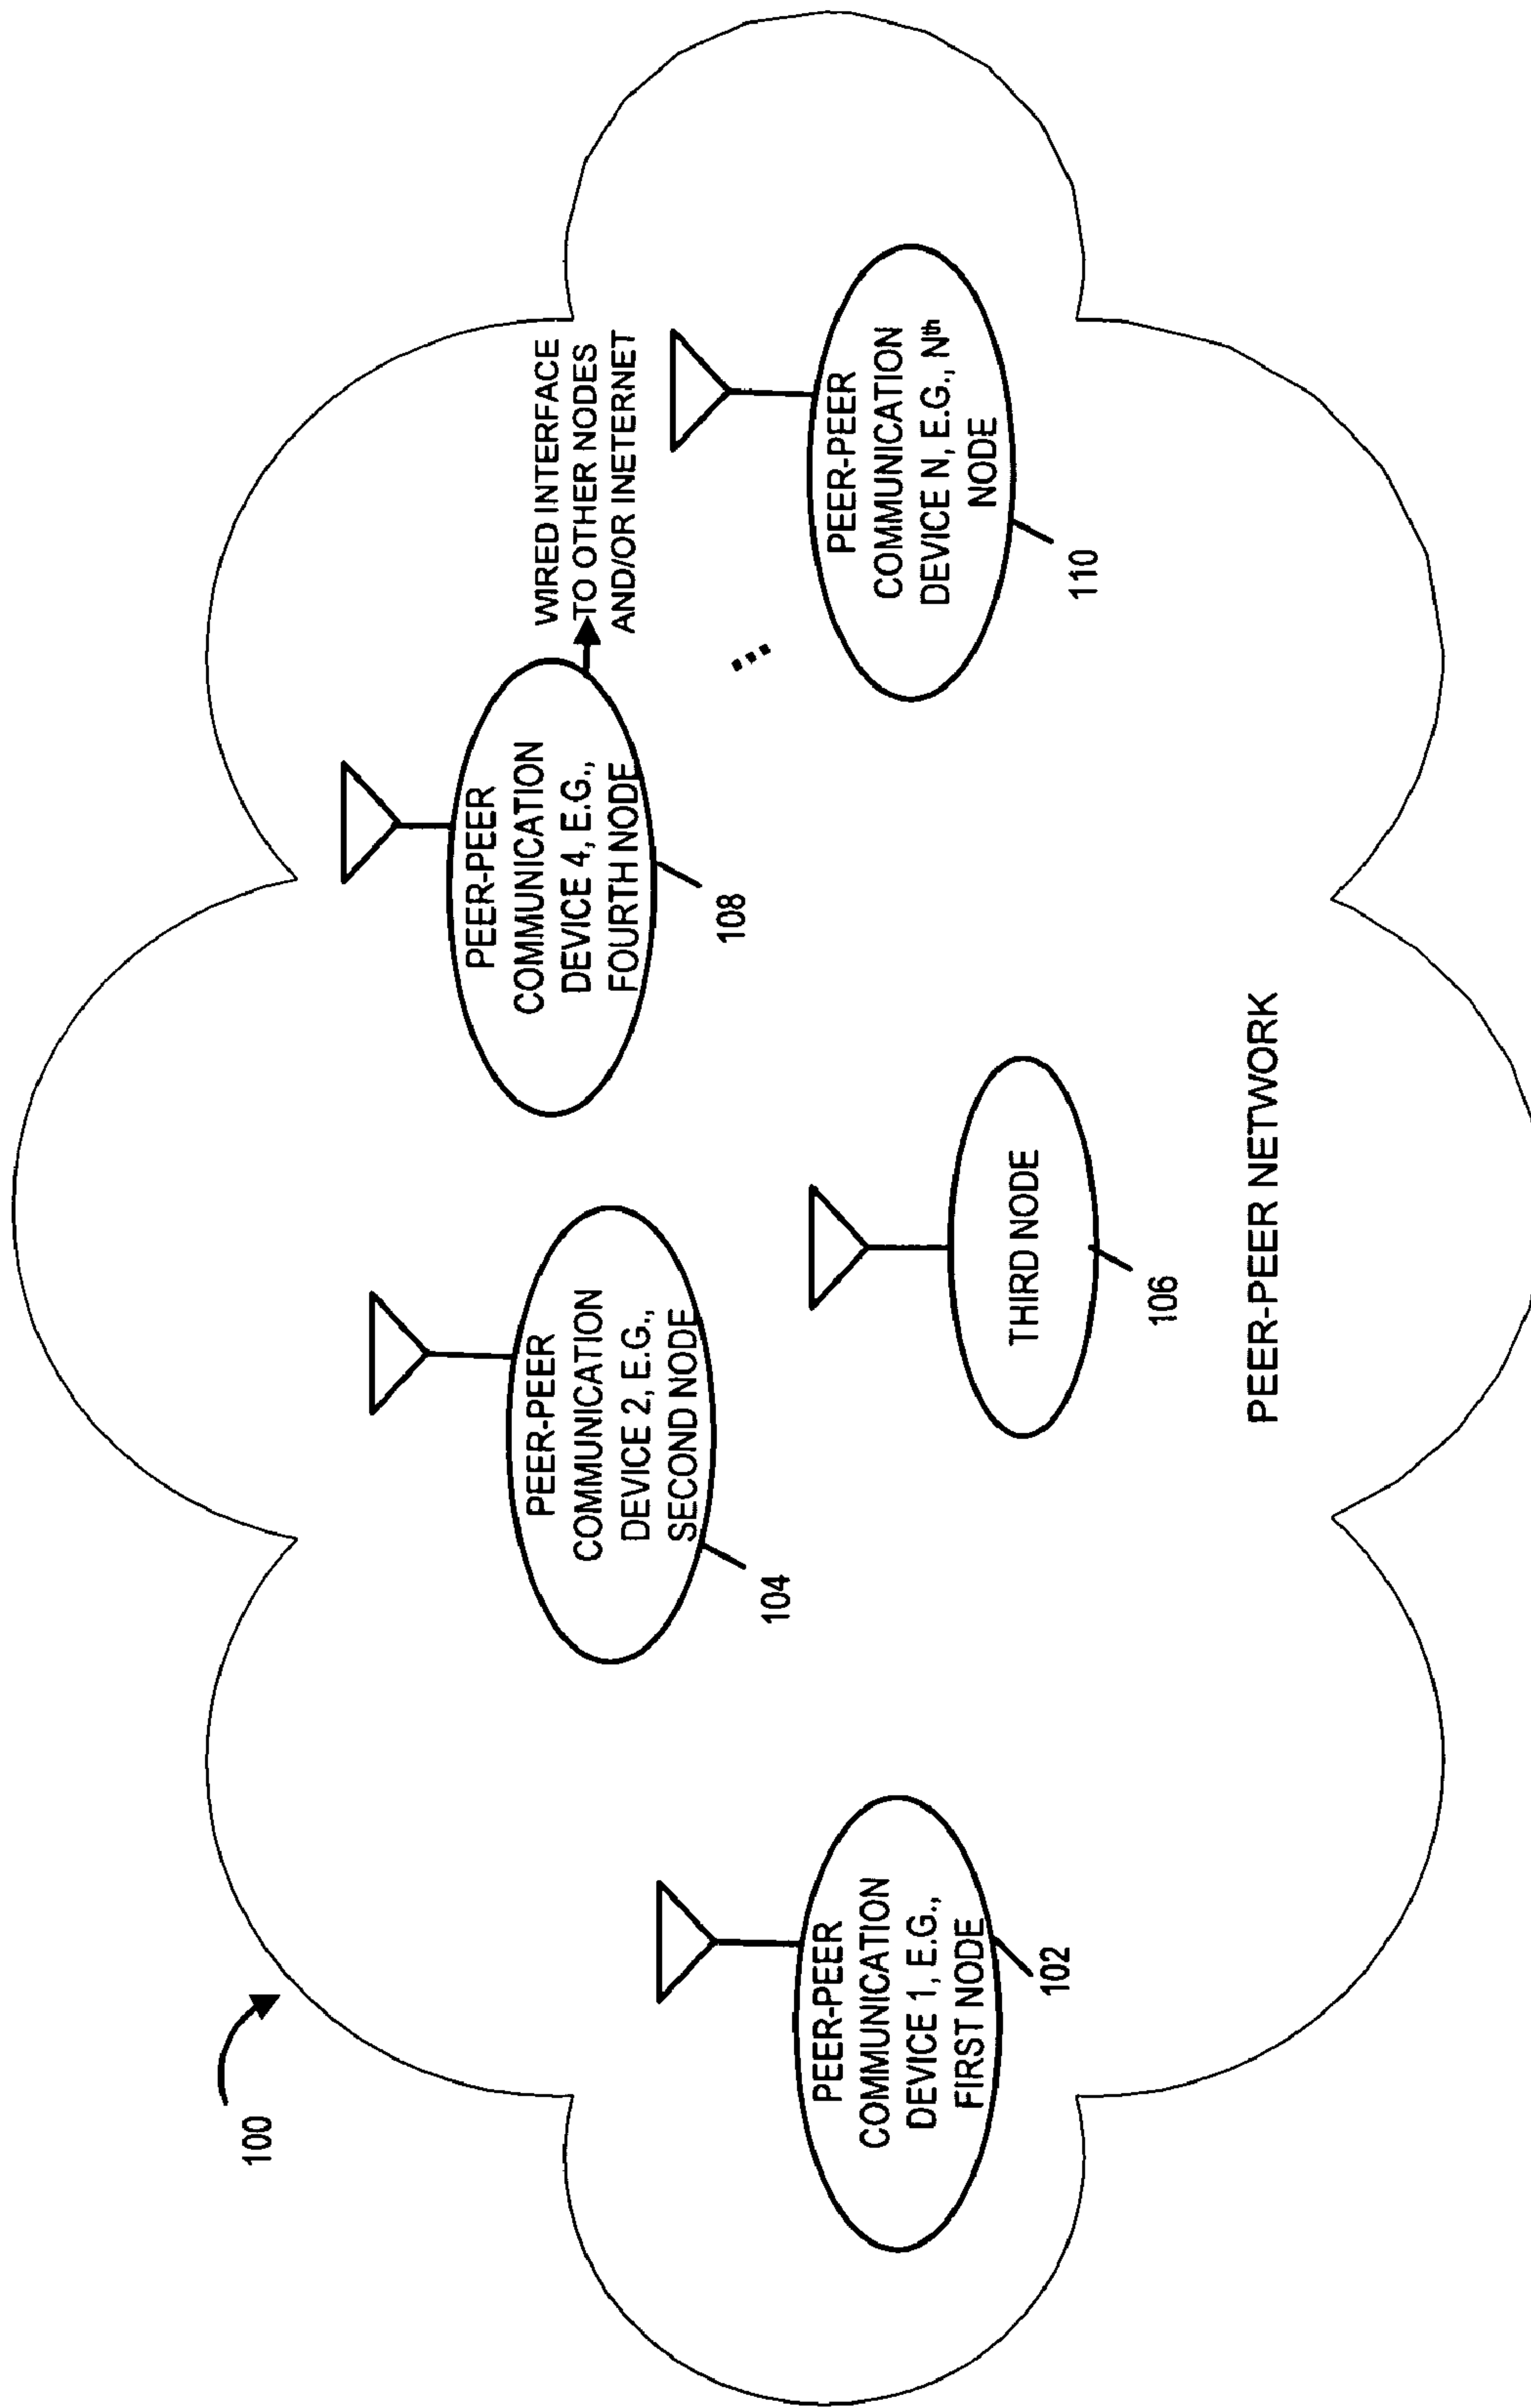 100
PEER-PEER
COMMUNICATION
DEVICE 1, E.G.,
FIRST NODE
102
PEER-PEER
COMMUNICATION
DEVICE 2, E.G.,
SECOND NODE
104
THIRD NODE
106
PEER-PEER
COMMUNICATION
DEVICE 4, E.G.,
FOURTH NODE
108
WIRED INTERFACE
TO OTHER NODES
AND/OR INETERNET
...
PEER-PEER
COMMUNICATION
DEVICE N, E.G., Nth
NODE
110
PEER-PEER NETWORK